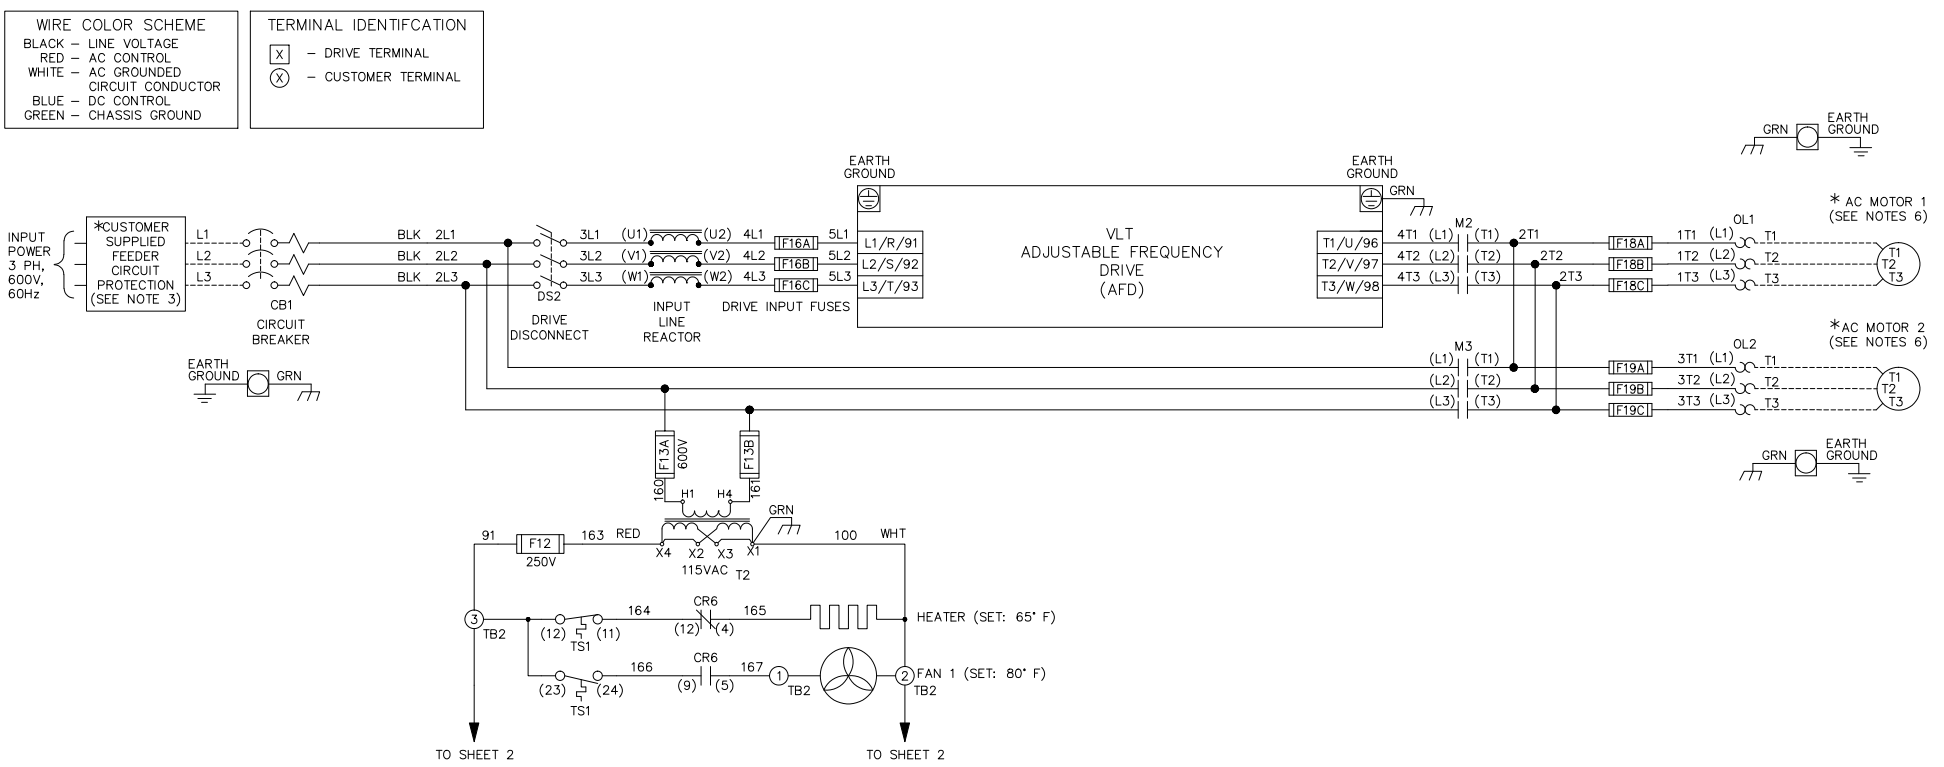 WIRE COLOR SCHEME
BLACK – LINE VOLTAGE
RED – AC CONTROL
WHITE – AC GROUNDED
CIRCUIT CONDUCTOR
BLUE – DC CONTROL
GREEN – CHASSIS GROUND
TERMINAL IDENTIFCATION
X – DRIVE TERMINAL
X – CUSTOMER TERMINAL
GRN EARTH
GROUND
EARTH
GROUND
EARTH
GROUND
GRN
INPUT
POWER
3 PH,
600V,
60Hz
*CUSTOMER
SUPPLIED
FEEDER
CIRCUIT
PROTECTION
(SEE NOTE 3)
L1
L2
L3
CB1
CIRCUIT
BREAKER
BLK 2L1
BLK 2L2
BLK 2L3
DS2
DRIVE
DISCONNECT
3L1 (U1) (U2) 4L1 F16A 5L1 L1/R/91
3L2 (V1) (V2) 4L2 F16B 5L2 L2/S/92
3L3 (W1) (W2) 4L3 F16C 5L3 L3/T/93
INPUT
LINE
REACTOR
DRIVE INPUT FUSES
VLT
ADJUSTABLE FREQUENCY
DRIVE
(AFD)
M2
T1/U/96 4T1 (L1) (T1) 2T1 F18A 1T1 (L1) T1
T2/V/97 4T2 (L2) (T2) 2T2 F18B 1T2 (L2) T2
T3/W/98 4T3 (L3) (T3) 2T3 F18C 1T3 (L3) T3
OL1
* AC MOTOR 1
(SEE NOTES 6)
T1
T2
T3
M3
(L1) (T1) F19A 3T1 (L1) T1
(L2) (T2) F19B 3T2 (L2) T2
(L3) (T3) F19C 3T3 (L3) T3
OL2
*AC MOTOR 2
(SEE NOTES 6)
T1
T2
T3
EARTH
GROUND GRN
GRN EARTH
GROUND
F13A
600V
F13B
160
161
H1 H4
GRN
91 F12 163 RED
250V
X4 X2 X3 X1
100 WHT
115VAC T2
3
TB2
(12) (11)
TS1
164
CR6
(12) (4)
165
HEATER (SET: 65° F)
(23) (24)
TS1
166
CR6
(9) (5)
167
1
TB2
2
TB2
FAN 1 (SET: 80° F)
TO SHEET 2
TO SHEET 2